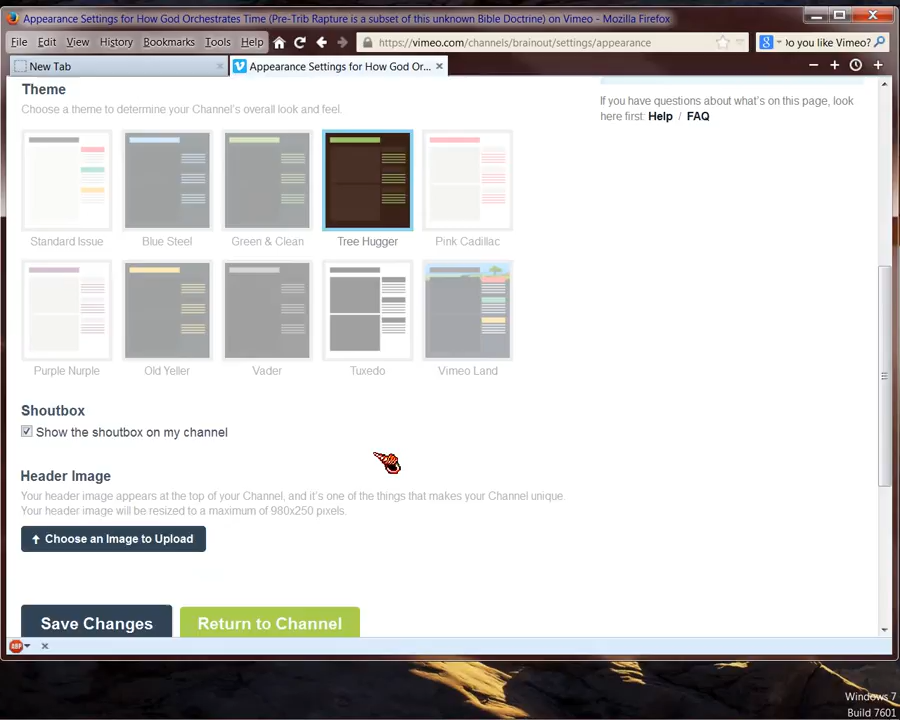 Appearance Settings for How God Orchestrates Time (Pre-Trib Rapture is a subset of this unknown Bible Doctrine) on Vimeo - Mozilla Firefox
File Edit View History Bookmarks Tools Help https://vimeo.com/channels/brainout/settings/appearance Do you like Vimeo?
New Tab Appearance Settings for How God Or...
Theme
Choose a theme to determine your Channel's overall look and feel.
If you have questions about what's on this page, look
here first: Help / FAQ
Standard Issue Blue Steel Green & Clean Tree Hugger Pink Cadillac
Purple Nurple Old Yeller Vader Tuxedo Vimeo Land
Shoutbox
Show the shoutbox on my channel
Header Image
Your header image appears at the top of your Channel, and it's one of the things that makes your Channel unique.
Your header image will be resized to a maximum of 980x250 pixels.
Choose an Image to Upload
Save Changes Return to Channel
ABP
Windows 7
Build 7601